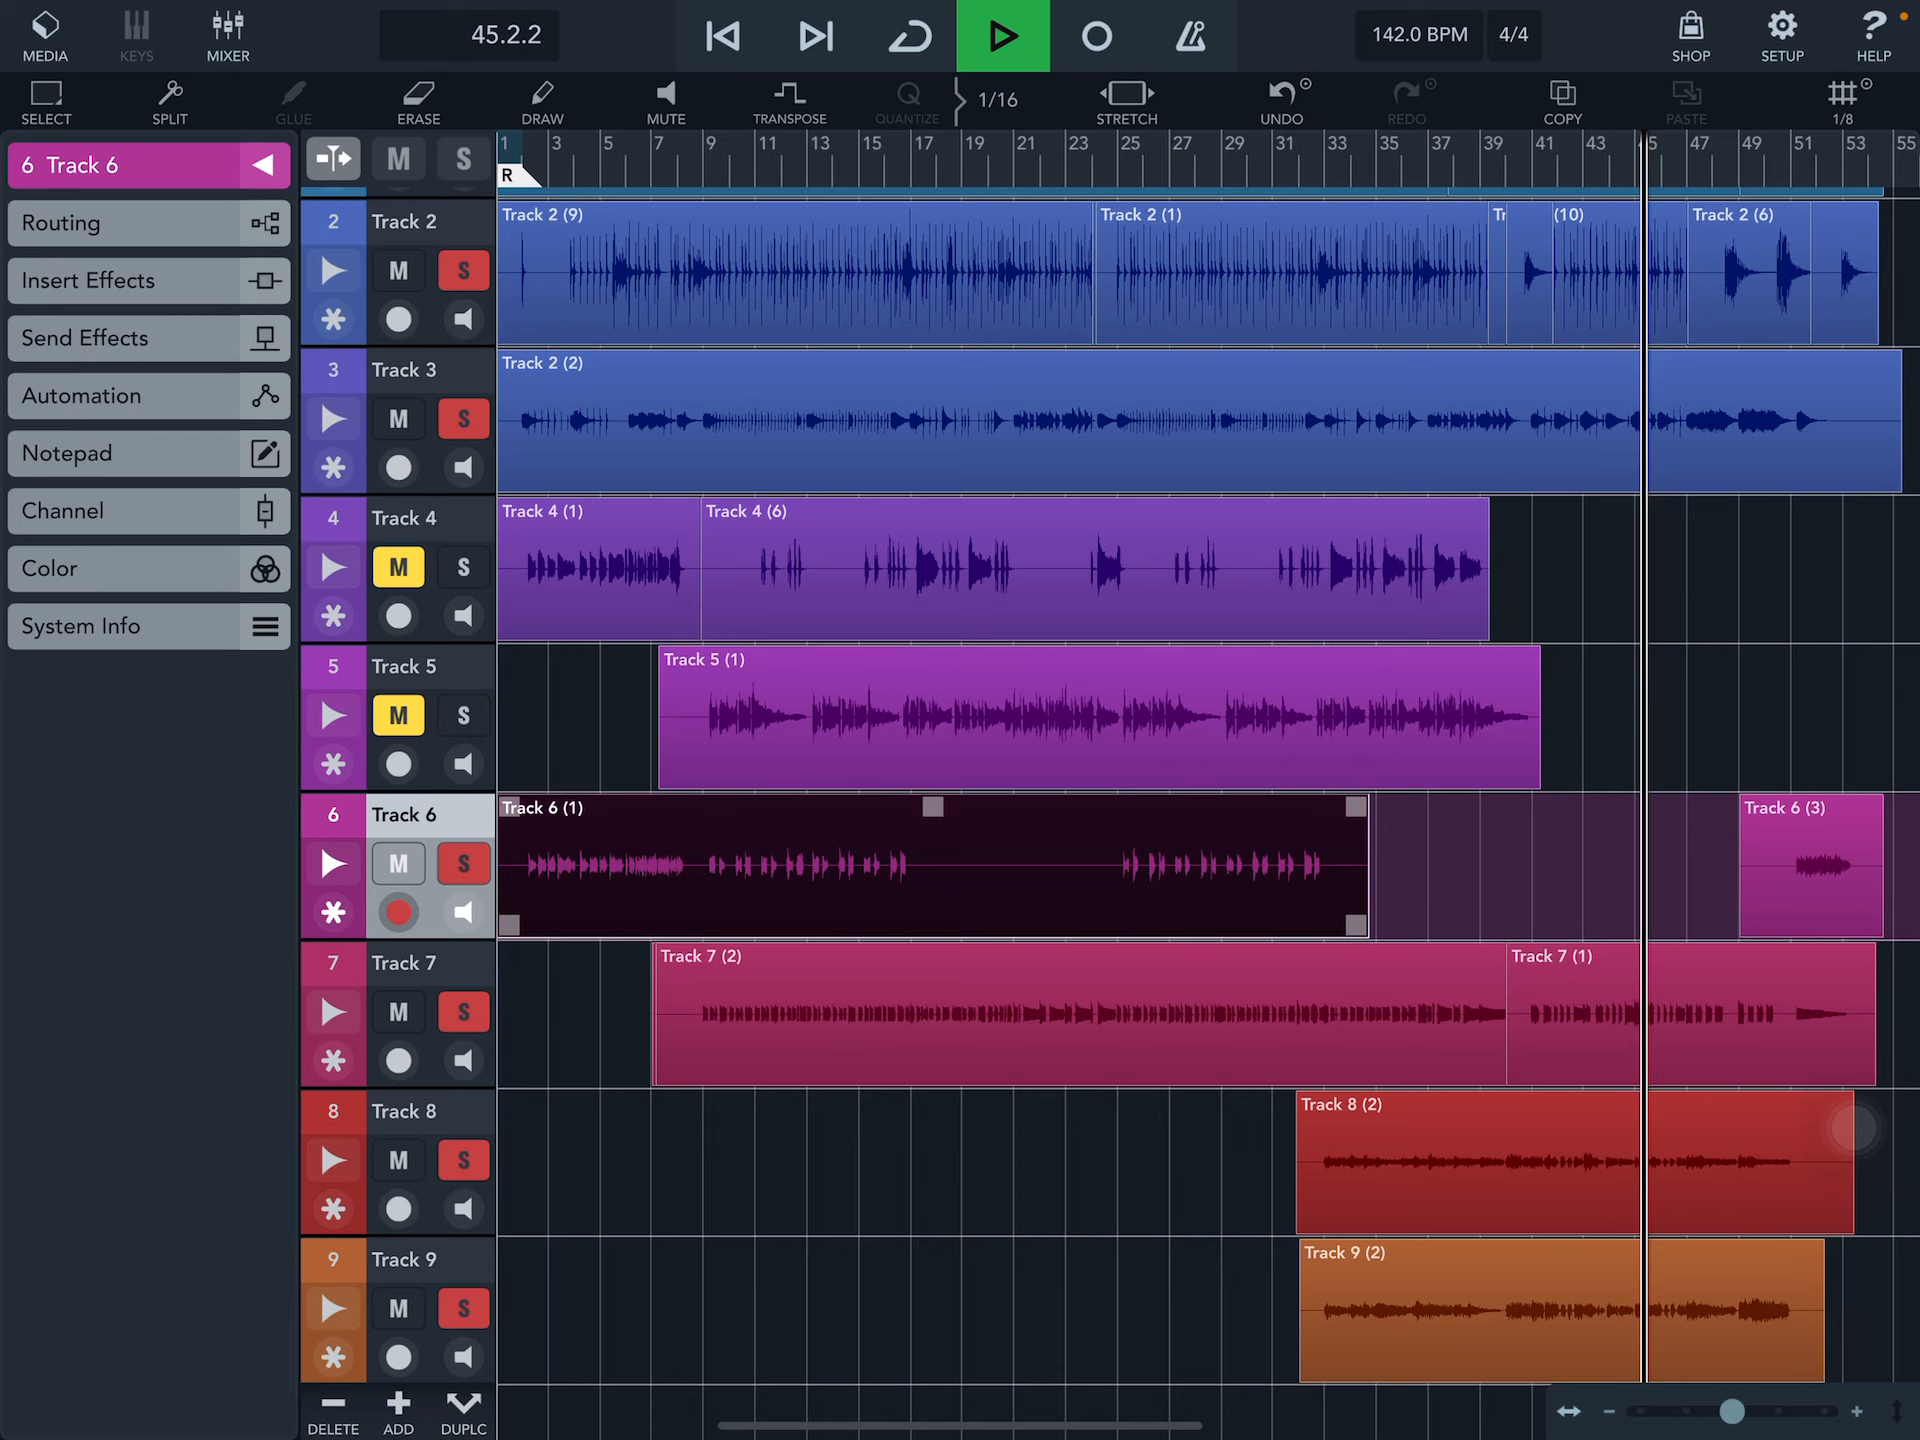 MEDIA
KEYS
MIXER
45.2.2
142.0 BPM
4/4
SHOP
SETUP
?
HELP
SELECT
SPLIT
GLUE
ERASE
DRAW
MUTE
TRANSPOSE
Q
QUANTIZE
1/16
STRETCH
UNDO
REDO
COPY
PASTE
1/8
6 Track 6
Routing
Insert Effects
Send Effects
Automation
Notepad
Channel
Color
System Info
M S
1 3 5 7 9 11 13 15 17 19 21 23 25 27 29 31 33 35 37 39 41 43 45 47 49 51 53 55
R
2 Track 2
M S
Track 2 (9)
Track 2 (1)
Tr
(10)
Track 2 (6)
3 Track 3
M S
Track 2 (2)
4 Track 4
M S
Track 4 (1)
Track 4 (6)
5 Track 5
M S
Track 5 (1)
6 Track 6
M S
Track 6 (1)
Track 6 (3)
7 Track 7
M S
Track 7 (2)
Track 7 (1)
8 Track 8
M S
Track 8 (2)
9 Track 9
M S
Track 9 (2)
DELETE
ADD
DUPLC